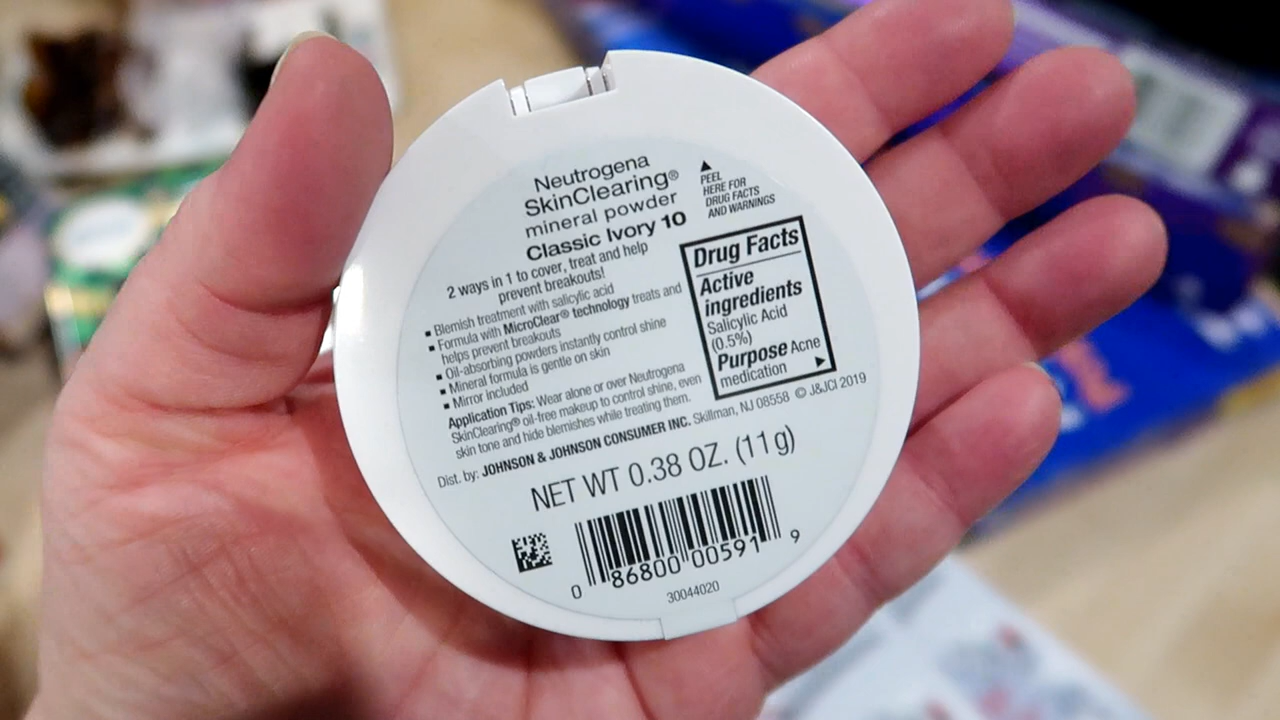 Neutrogena
SkinClearing®
mineral powder
Classic Ivory 10
2 ways in 1 to cover, treat and help
prevent breakouts!
▪ Blemish treatment with salicylic acid
▪ Formula with MicroClear® technology treats and
helps prevent breakouts
▪ Oil-absorbing powders instantly control shine
▪ Mineral formula is gentle on skin
▪ Mirror included
Application Tips: Wear alone or over Neutrogena
SkinClearing® oil-free makeup to control shine, even
skin tone and hide blemishes while treating them.
▲
PEEL
HERE FOR
DRUG FACTS
AND WARNINGS
Drug Facts
Active
ingredients
Salicylic Acid
(0.5%)
Purpose Acne
medication ▶
Dist. by: JOHNSON & JOHNSON CONSUMER INC. Skillman, NJ 08558 © J&JCI 2019
NET WT 0.38 OZ. (11 g)
0 86800 00591 9
30044020